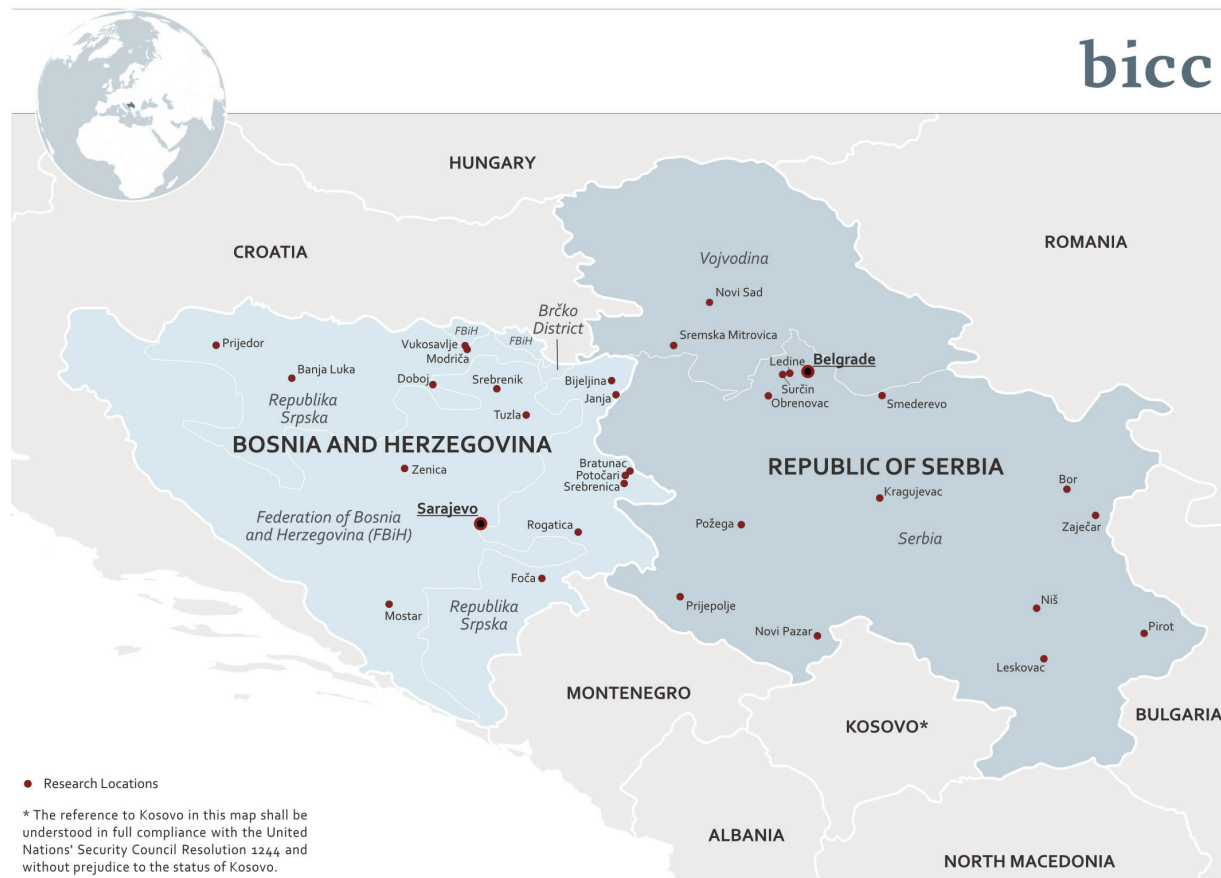 bicc
HUNGARY
CROATIA
ROMANIA
Vojvodina
Novi Sad
Brčko
District
FBiH
FBiH
Sremska Mitrovica
Prijedor
Vukosavlje
Modriča
Ledine
Belgrade
Banja Luka
Doboj
Srebrenik
Bijeljina
Surčin
Janja
Obrenovac
Smederevo
Republika
Srpska
Tuzla
BOSNIA AND HERZEGOVINA
REPUBLIC OF SERBIA
Zenica
Bratunac
Potočari
Srebrenica
Bor
Kragujevac
Sarajevo
Federation of Bosnia
and Herzegovina (FBiH)
Rogatica
Požega
Zaječar
Serbia
Foča
Mostar
Republika
Srpska
Prijepolje
Niš
Novi Pazar
Pirot
Leskovac
MONTENEGRO
KOSOVO*
BULGARIA
Research Locations
* The reference to Kosovo in this map shall be
understood in full compliance with the United
Nations' Security Council Resolution 1244 and
without prejudice to the status of Kosovo.
ALBANIA
NORTH MACEDONIA